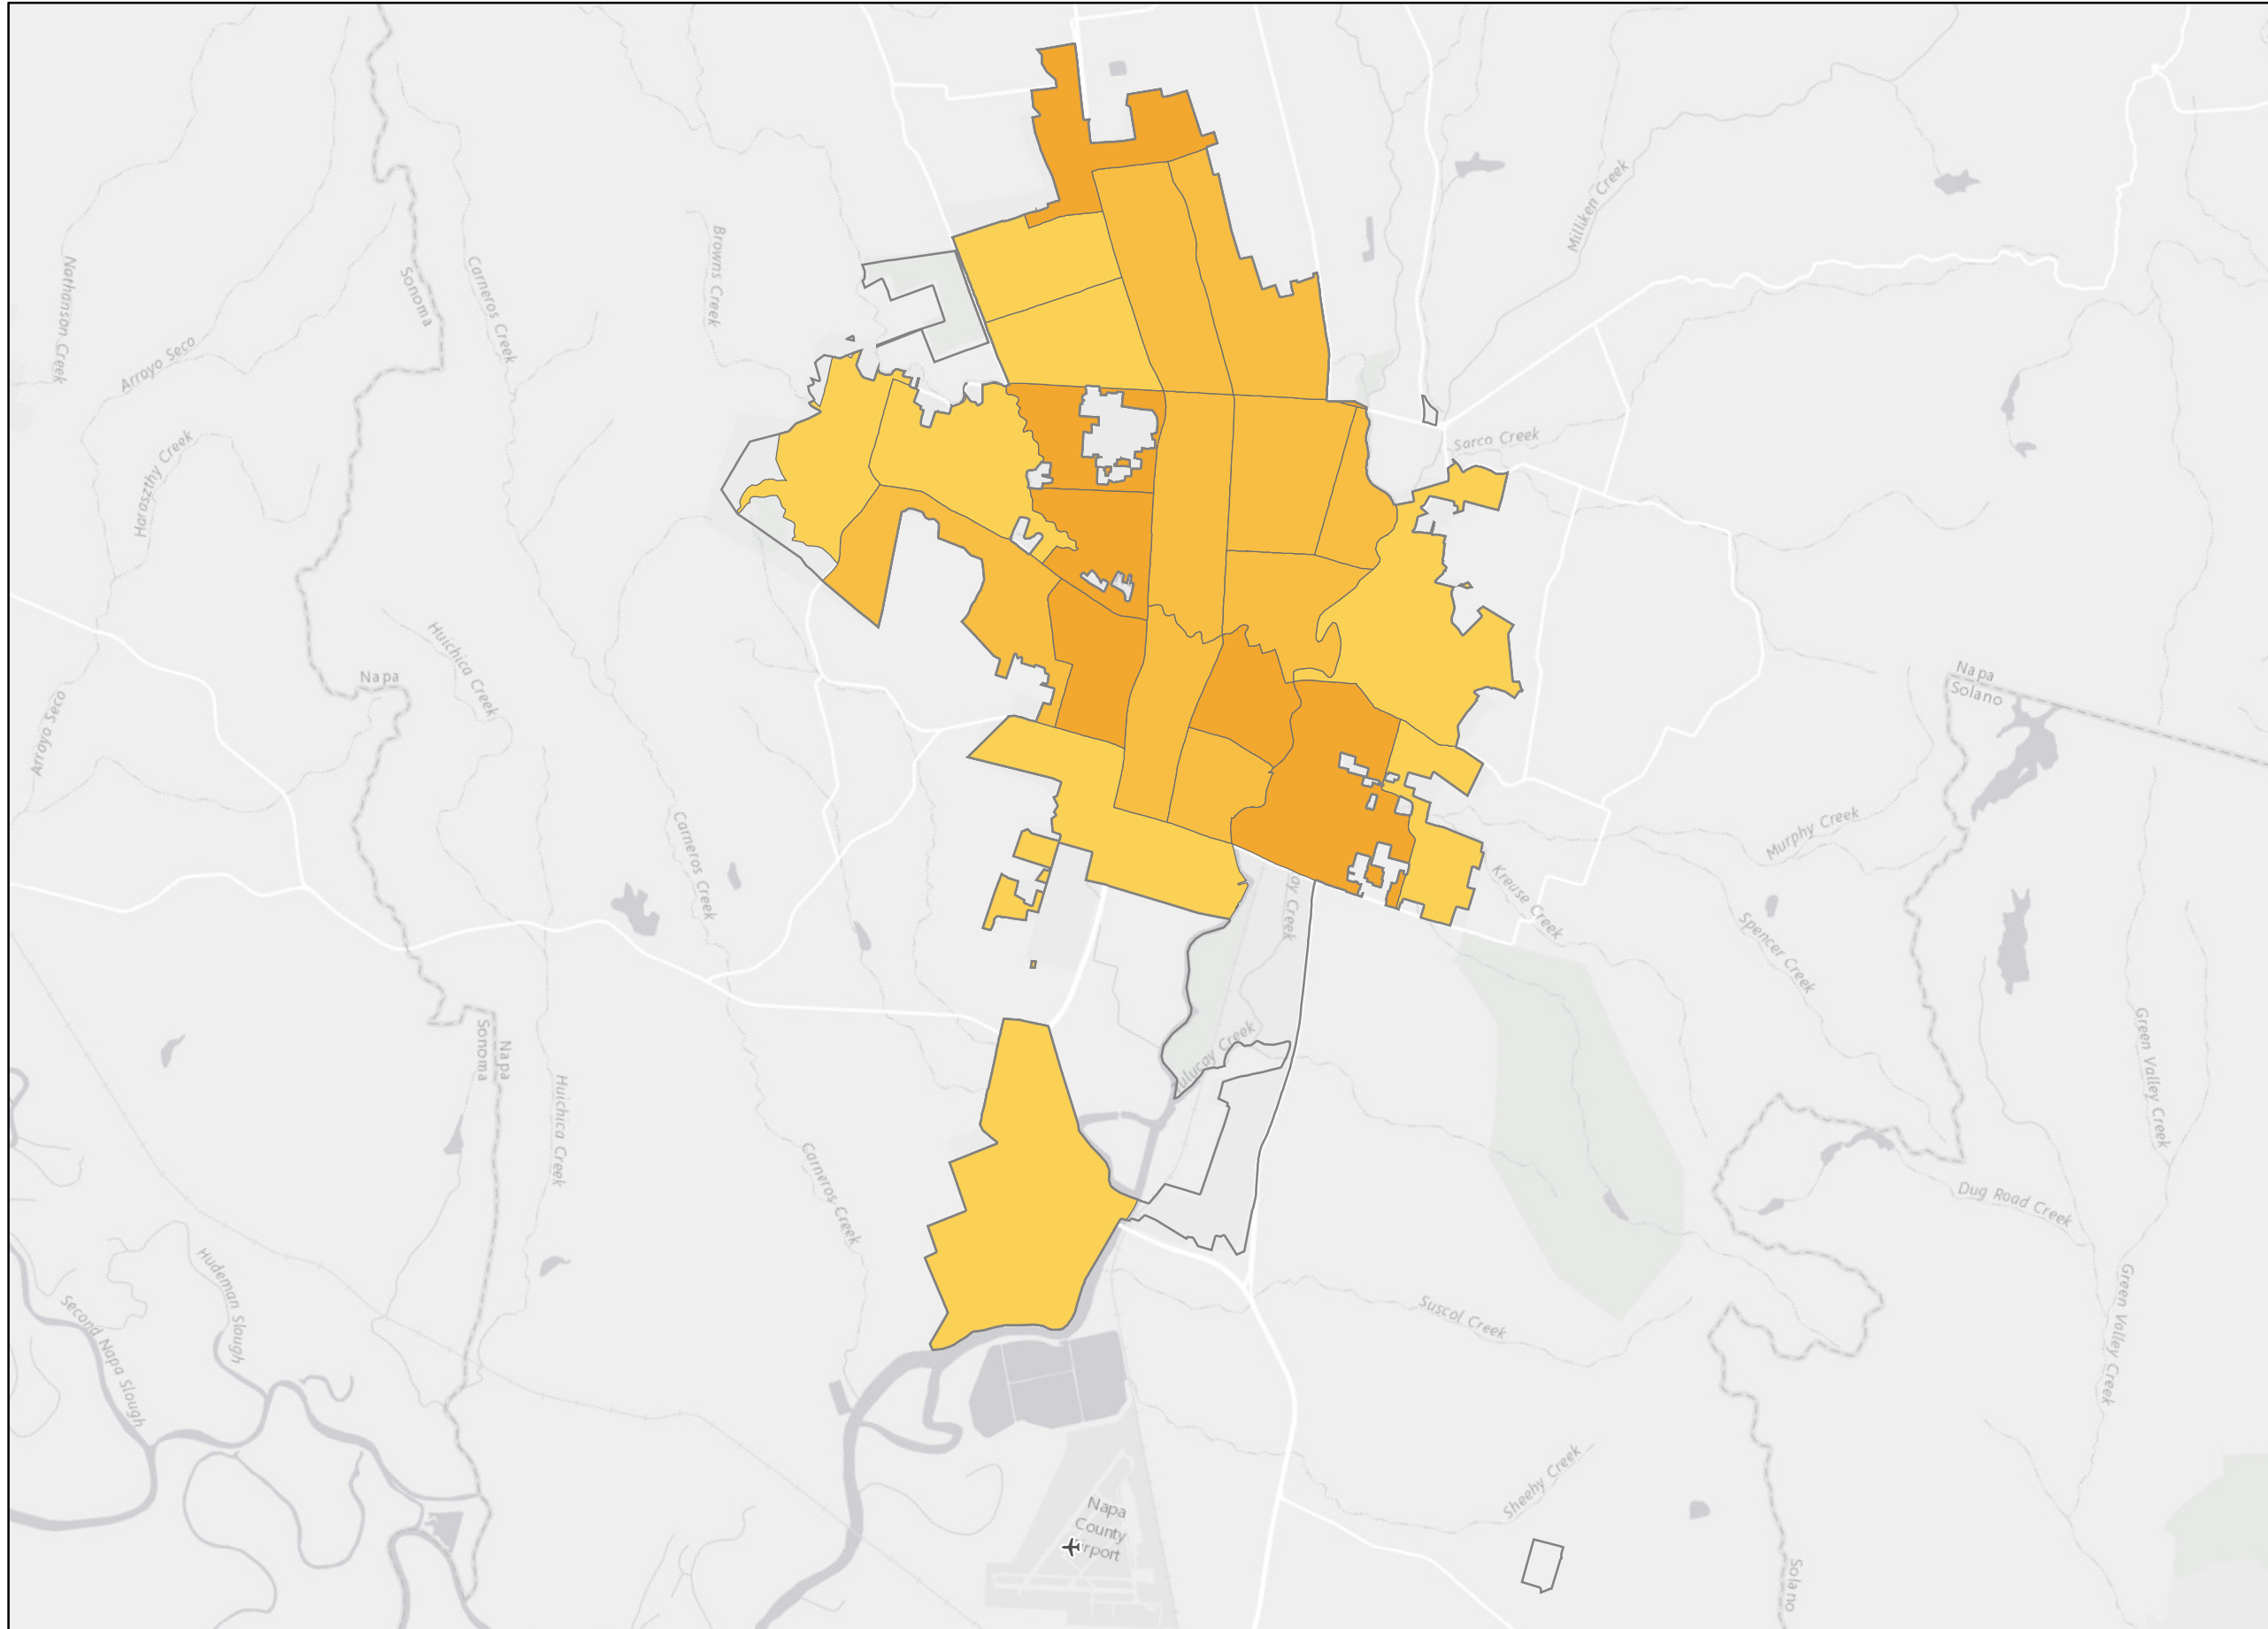 Milliken Creek
Browns Creek
Nathanson Creek
Sonoma
Carneros Creek
Arroyo Seco
Haraszthy Creek
Sarco Creek
Huichica Creek
Napa
Arroyo Seco
Napa
Solano
Carneros Creek
Murphy Creek
Kreuse Creek
Spencer Creek
Creek
Sonoma
Napa
Creek
Green Valley Creek
Huichica Creek
Carneros Creek
Dug Road Creek
Hudeman Slough
Second Napa Slough
Suscol Creek
Green Valley Creek
Sheehy Creek
Napa
County
Airport
Solano